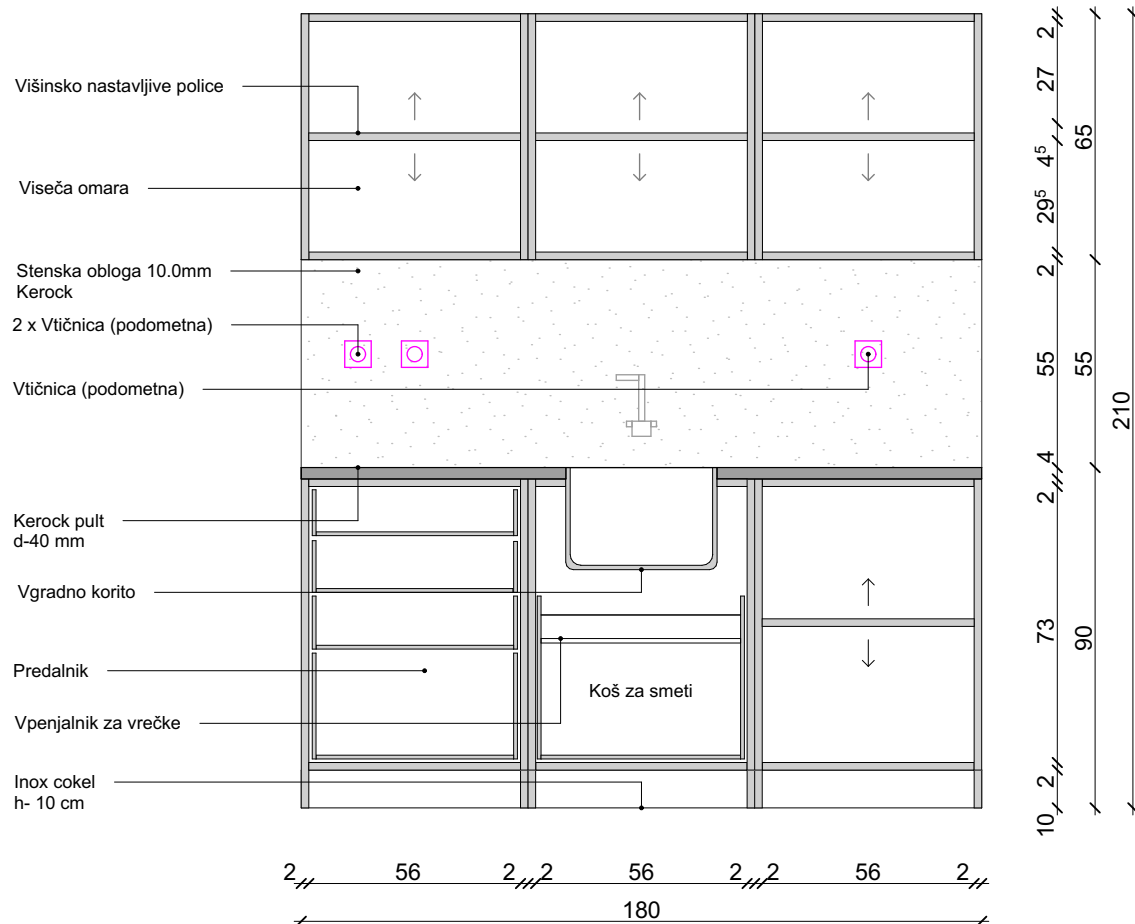 Višinsko nastavljive police
Viseča omara
Stenska obloga 10.0mm
Kerock
2 x Vtičnica (podometna)
Vtičnica (podometna)
Kerock pult
d-40 mm
Vgradno korito
Predalnik
Vpenjalnik za vrečke
Inox cokel
h- 10 cm
Koš za smeti
2
27
4⁵
29⁵
2
55
4
2
73
2
10
65
55
90
210
2 56 2 2 56 2 2 56 2
180